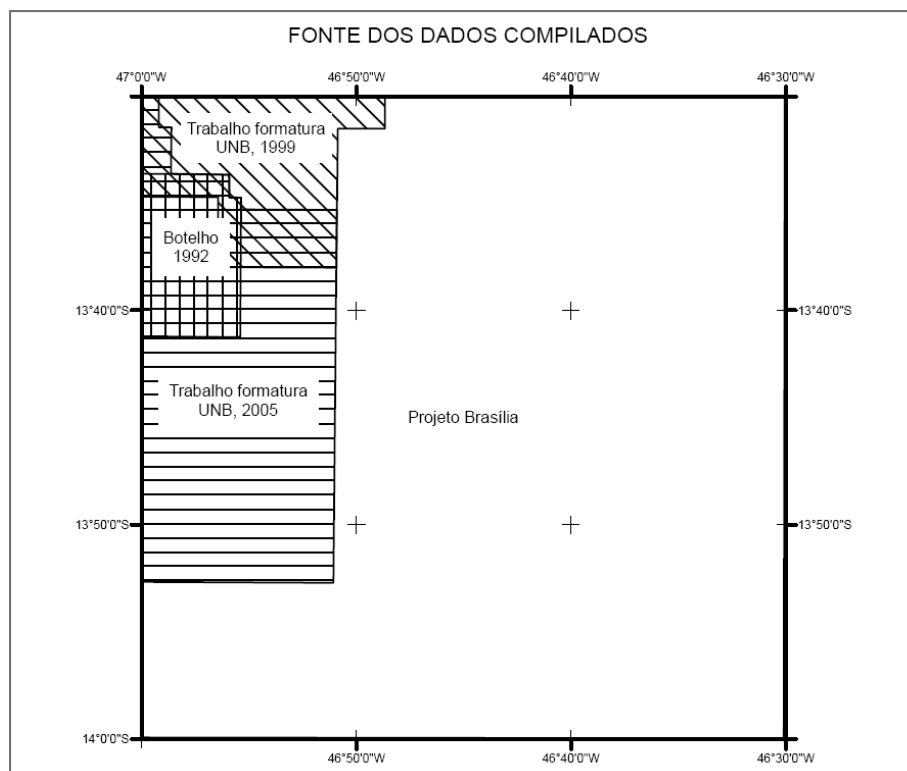 FONTE DOS DADOS COMPILADOS
47°0'0"W
46°50'0"W
46°40'0"W
46°30'0"W
Trabalho formatura
UNB, 1999
Botelho
1992
13°40'0"S
13°40'0"S
Trabalho formatura
UNB, 2005
Projeto Brasília
13°50'0"S
13°50'0"S
14°0'0"S
46°50'0"W
46°40'0"W
46°30'0"W